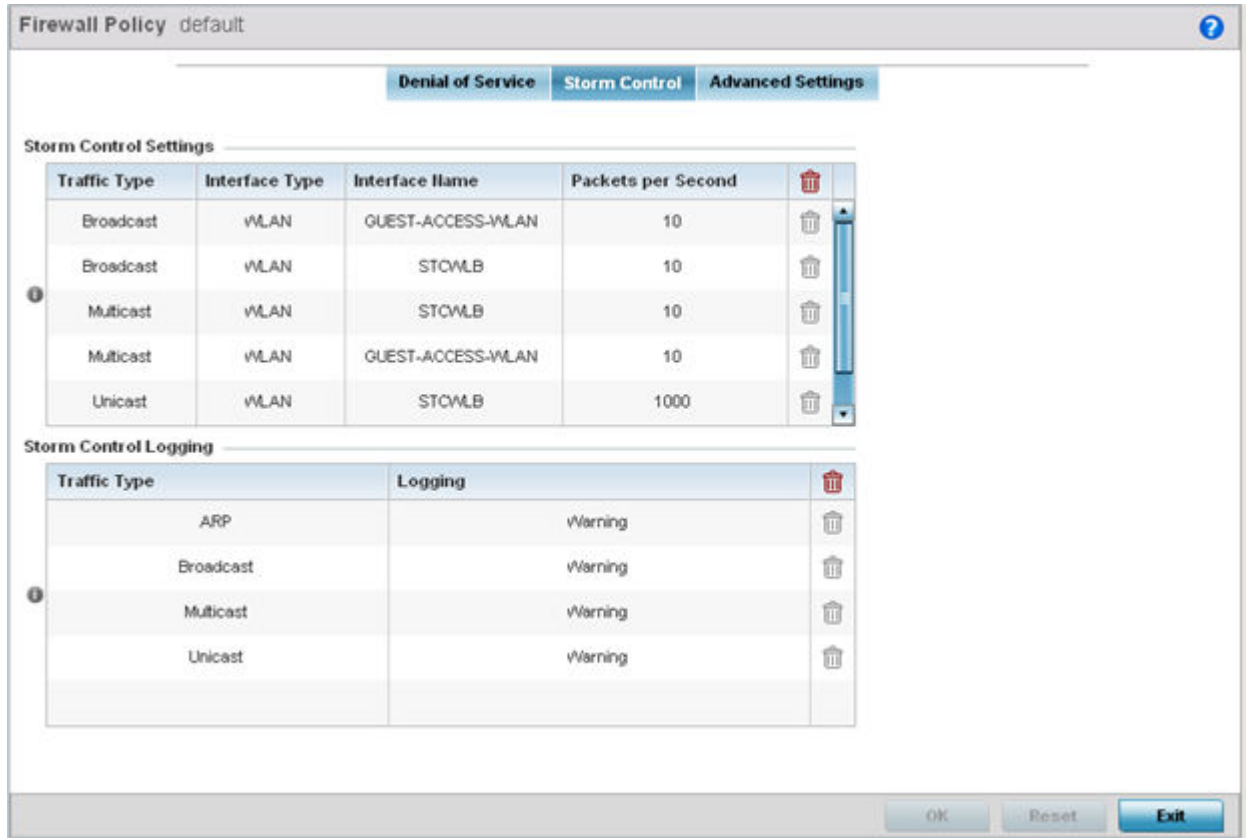 Firewall Policy default
Denial of Service Storm Control Advanced Settings
Storm Control Settings
Traffic Type Interface Type Interface Name Packets per Second
Broadcast WLAN GUEST-ACCESS-WLAN 10
Broadcast WLAN STCWLB 10
Multicast WLAN STCWLB 10
Multicast WLAN GUEST-ACCESS-WLAN 10
Unicast WLAN STCWLB 1000
Storm Control Logging
Traffic Type Logging
ARP Warning
Broadcast Warning
Multicast Warning
Unicast Warning
OK Reset Exit